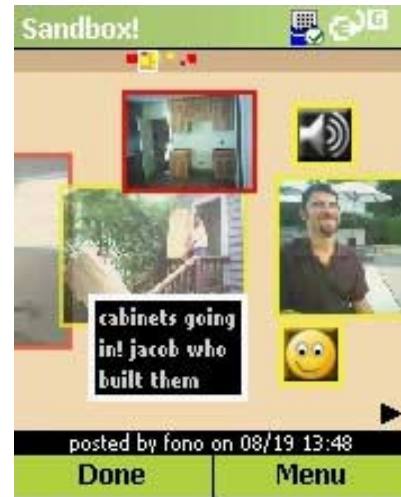 Sandbox!
cabinets going
in! jacob who
built them
posted by fono on 08/19 13:48
Done Menu